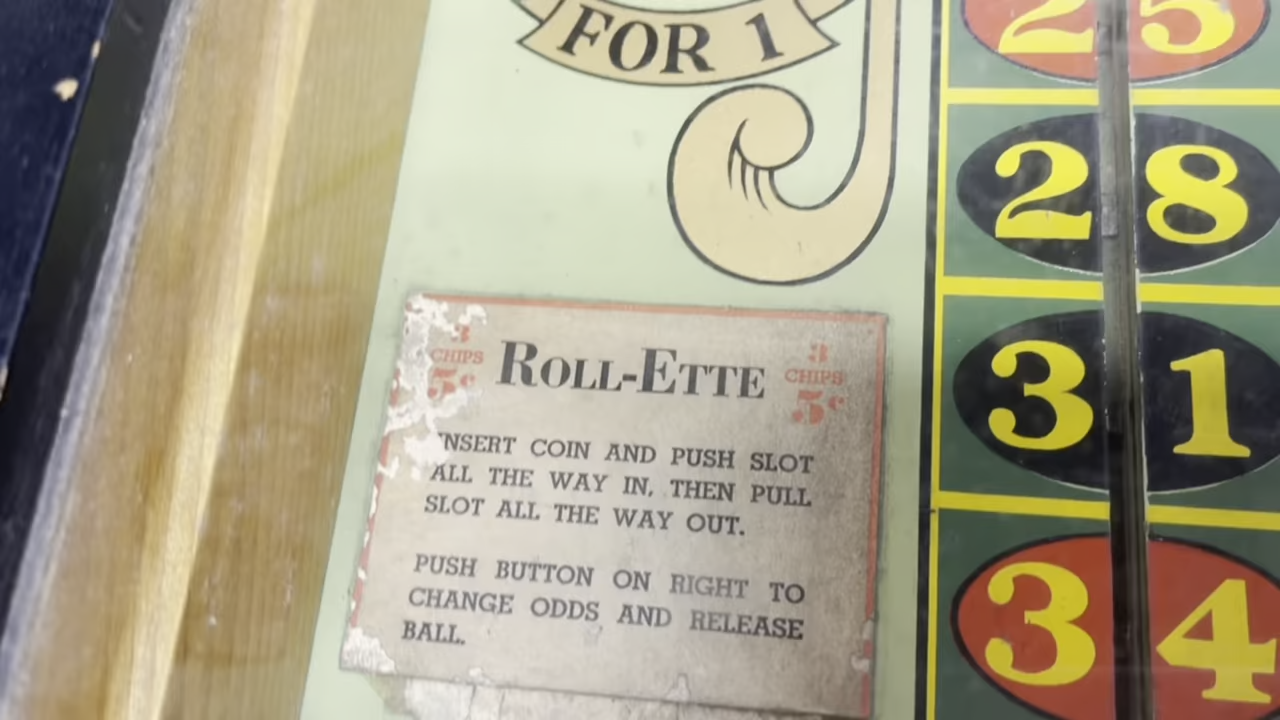 FOR 1
25
28
31
34
3 CHIPS 5¢
ROLL-ETTE
3 CHIPS 5¢
INSERT COIN AND PUSH SLOT
ALL THE WAY IN, THEN PULL
SLOT ALL THE WAY OUT.
PUSH BUTTON ON RIGHT TO
CHANGE ODDS AND RELEASE
BALL.